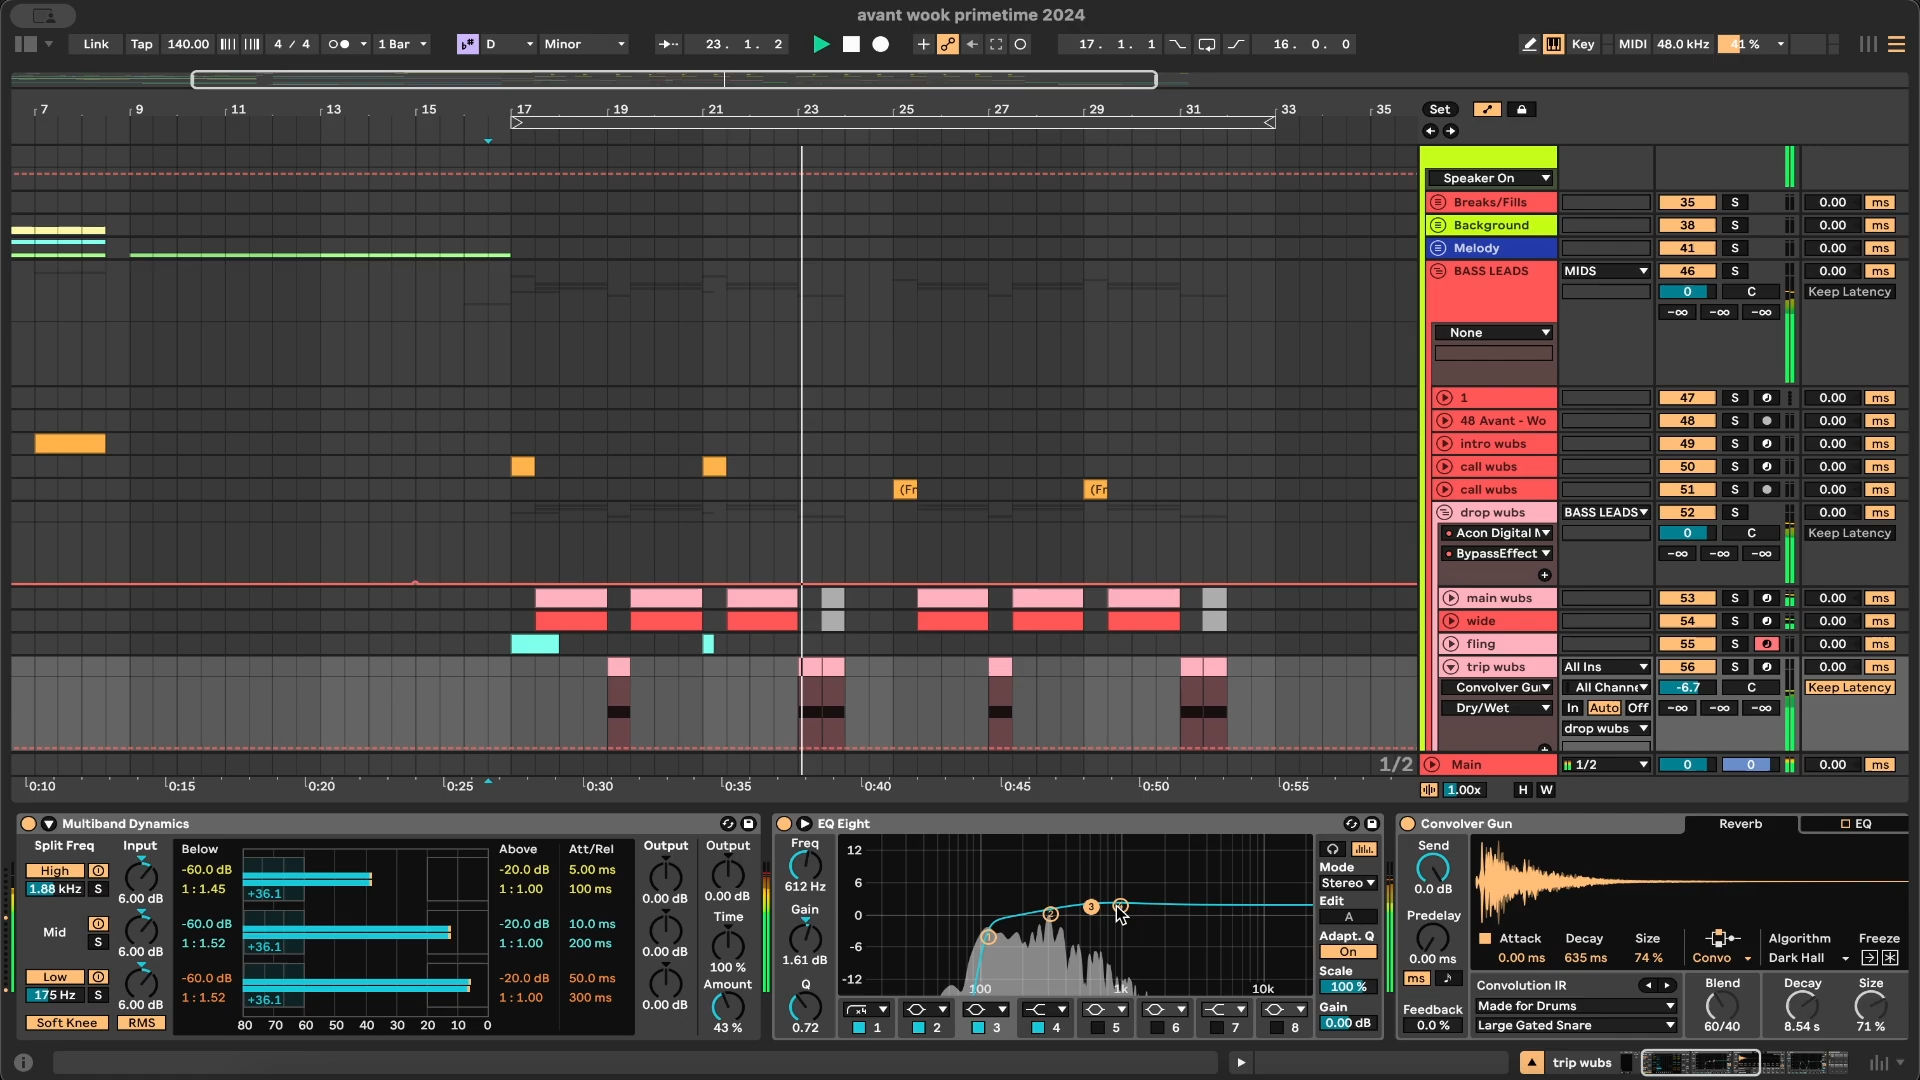 avant wook primetime 2024
Link Tap 140.00 4 / 4 1 Bar D Minor 23. 1. 2 17. 1. 1 16. 0. 0 Key MIDI 48.0 kHz 41 %
7 9 11 13 15 17 19 21 23 25 27 29 31 33 35 Set
Speaker On
Breaks/Fills 35 S 0.00 ms
Background 38 S 0.00 ms
Melody 41 S 0.00 ms
BASS LEADS MIDS 46 S 0.00 ms
0 C Keep Latency
-∞ -∞ -∞
None
1 47 S 0.00 ms
48 Avant - Wo 48 S 0.00 ms
intro wubs 49 S 0.00 ms
call wubs 50 S 0.00 ms
(Fr (Fr call wubs 51 S 0.00 ms
drop wubs BASS LEADS 52 S 0.00 ms
Acon Digital 0 C Keep Latency
BypassEffect -∞ -∞ -∞
main wubs 53 S 0.00 ms
wide 54 S 0.00 ms
fling 55 S 0.00 ms
trip wubs All Ins 56 S 0.00 ms
Convolver Gu All Channe -6.7 C Keep Latency
Dry/Wet In Auto Off -∞ -∞ -∞
drop wubs
1/2 Main 1/2 0 0 0.00 ms
0:10 0:15 0:20 0:25 0:30 0:35 0:40 0:45 0:50 0:55 1.00x H W
Multiband Dynamics
Split Freq Input Below Above Att/Rel Output Output
High -60.0 dB -20.0 dB 5.00 ms
1.88 kHz S 6.00 dB 1 : 1.45 +36.1 1 : 1.00 100 ms 0.00 dB 0.00 dB
Mid -60.0 dB -20.0 dB 10.0 ms Time
S 6.00 dB 1 : 1.52 +36.1 1 : 1.00 200 ms 0.00 dB 100 %
Low -60.0 dB -20.0 dB 50.0 ms Amount
175 Hz S 6.00 dB 1 : 1.52 +36.1 1 : 1.00 300 ms 0.00 dB 43 %
Soft Knee RMS 80 70 60 50 40 30 20 10 0
EQ Eight
Freq 612 Hz
Gain 1.61 dB
Q 0.72
12
6
0
-6
-12
1 2 3
100 1k 10k
1 2 3 4 5 6 7 8
Mode
Stereo
Edit
A
Adapt. Q
On
Scale
100 %
Gain
0.00 dB
Convolver Gun Reverb EQ
Send
0.0 dB
Predelay
0.00 ms
ms
Feedback
0.0 %
Attack Decay Size Algorithm Freeze
0.00 ms 635 ms 74 % Convo Dark Hall
Convolution IR Blend Decay Size
Made for Drums
Large Gated Snare 60/40 8.54 s 71 %
trip wubs